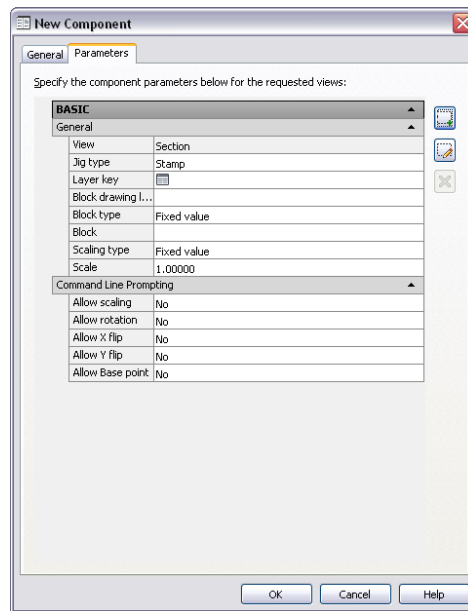 New Component
General Parameters
Specify the component parameters below for the requested views:
BASIC
General
View Section
Jig type Stamp
Layer key
Block drawing l...
Block type Fixed value
Block
Scaling type Fixed value
Scale 1.00000
Command Line Prompting
Allow scaling No
Allow rotation No
Allow X flip No
Allow Y flip No
Allow Base point No
OK Cancel Help